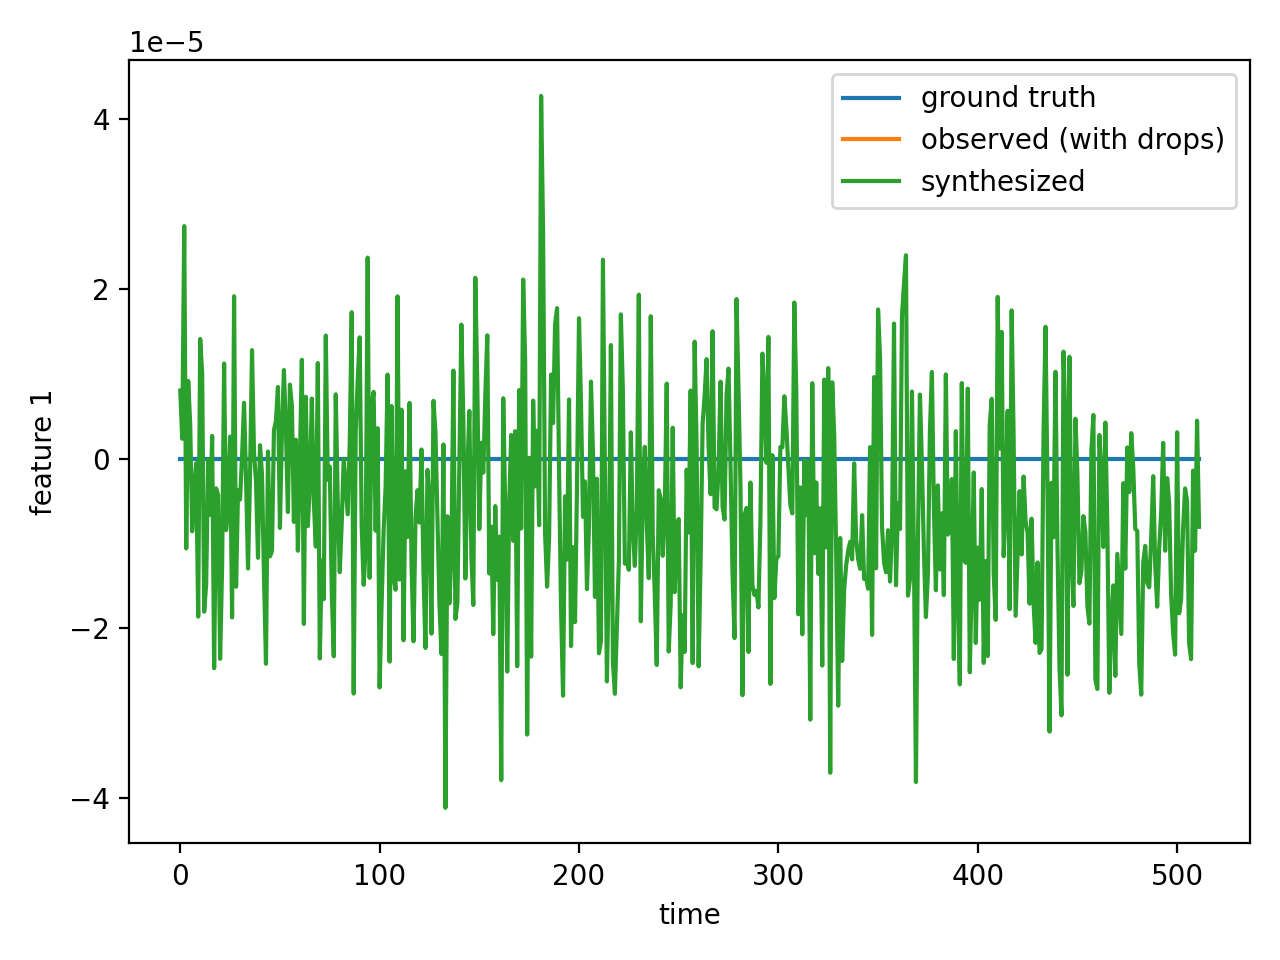 1e−5
ground truth
observed (with drops)
synthesized
4
2
0
−2
−4
feature 1
0 100 200 300 400 500
time